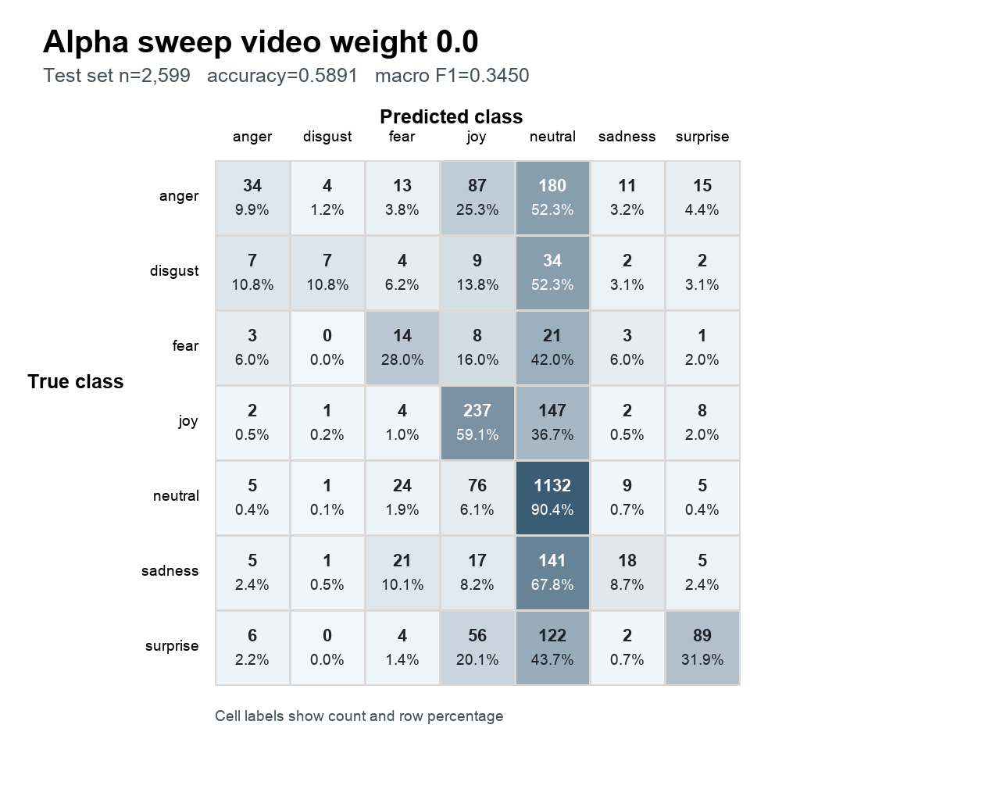 Alpha sweep video weight 0.0
Test set n=2,599 accuracy=0.5891 macro F1=0.3450
Predicted class
anger disgust fear joy neutral sadness surprise
anger 34 4 13 87 180 11 15
9.9% 1.2% 3.8% 25.3% 52.3% 3.2% 4.4%
disgust 7 7 4 9 34 2 2
10.8% 10.8% 6.2% 13.8% 52.3% 3.1% 3.1%
fear 3 0 14 8 21 3 1
6.0% 0.0% 28.0% 16.0% 42.0% 6.0% 2.0%
True class
joy 2 1 4 237 147 2 8
0.5% 0.2% 1.0% 59.1% 36.7% 0.5% 2.0%
neutral 5 1 24 76 1132 9 5
0.4% 0.1% 1.9% 6.1% 90.4% 0.7% 0.4%
sadness 5 1 21 17 141 18 5
2.4% 0.5% 10.1% 8.2% 67.8% 8.7% 2.4%
surprise 6 0 4 56 122 2 89
2.2% 0.0% 1.4% 20.1% 43.7% 0.7% 31.9%
Cell labels show count and row percentage